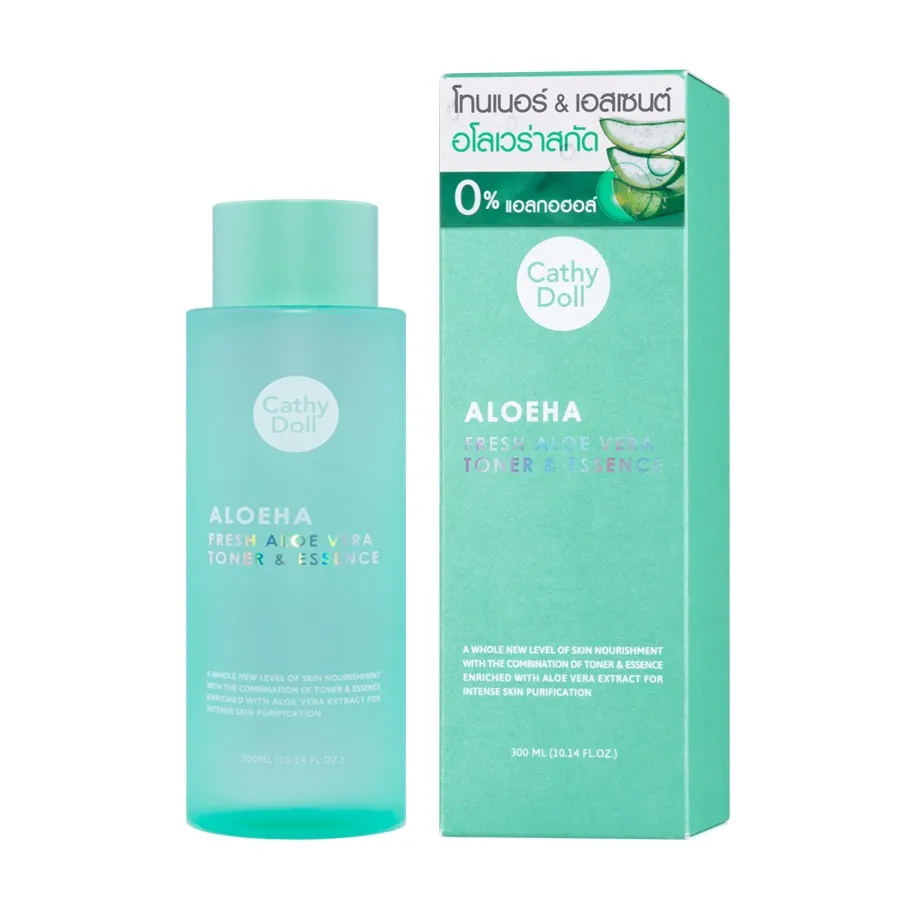 Cathy
Doll
ALOEHA
FRESH ALOE VERA
TONER & ESSENCE
A WHOLE NEW LEVEL OF SKIN NOURISHMENT
WITH THE COMBINATION OF TONER & ESSENCE
ENRICHED WITH ALOE VERA EXTRACT FOR
INTENSE SKIN PURIFICATION
300ML (10.14 FL.OZ.)
โทนเนอร์ & เอสเซนต์
อโลเวร่าสกัด
0% แอลกอฮอล์
Cathy
Doll
ALOEHA
FRESH ALOE VERA
TONER & ESSENCE
A WHOLE NEW LEVEL OF SKIN NOURISHMENT
WITH THE COMBINATION OF TONER & ESSENCE
ENRICHED WITH ALOE VERA EXTRACT FOR
INTENSE SKIN PURIFICATION
300 ML (10.14 FL.OZ.)